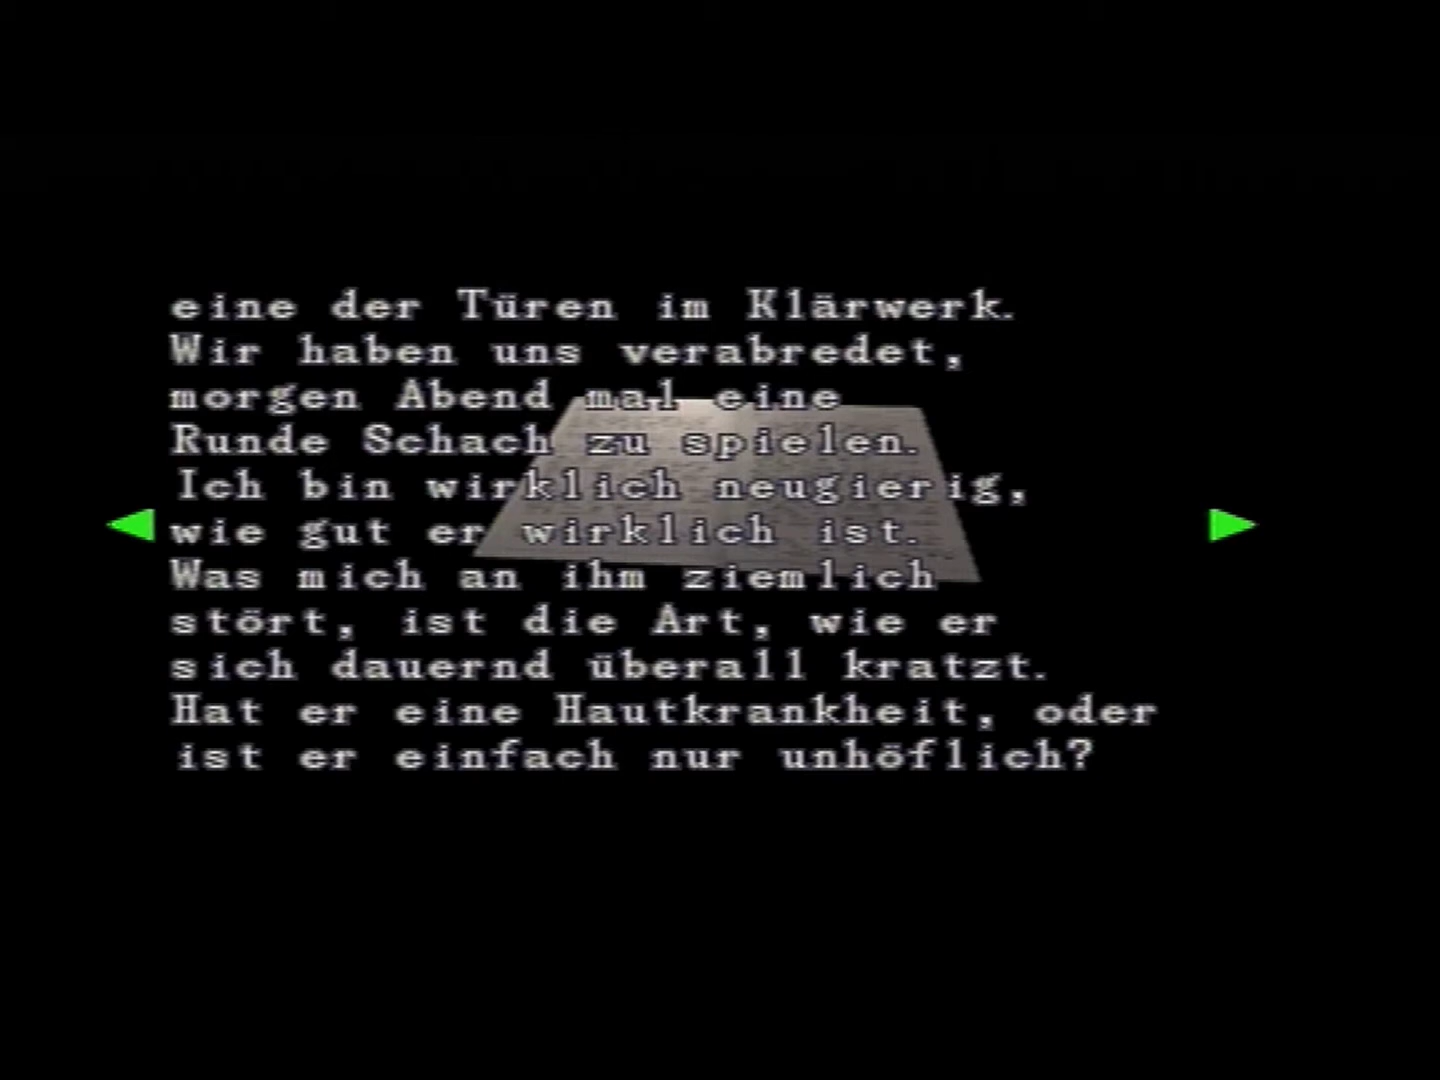 eine der Türen im Klärwerk.
Wir haben uns verabredet,
morgen Abend mal eine
Runde Schach zu spielen.
Ich bin wirklich neugierig,
wie gut er wirklich ist.
Was mich an ihm ziemlich
stört, ist die Art, wie er
sich dauernd überall kratzt.
Hat er eine Hautkrankheit, oder
ist er einfach nur unhöflich?